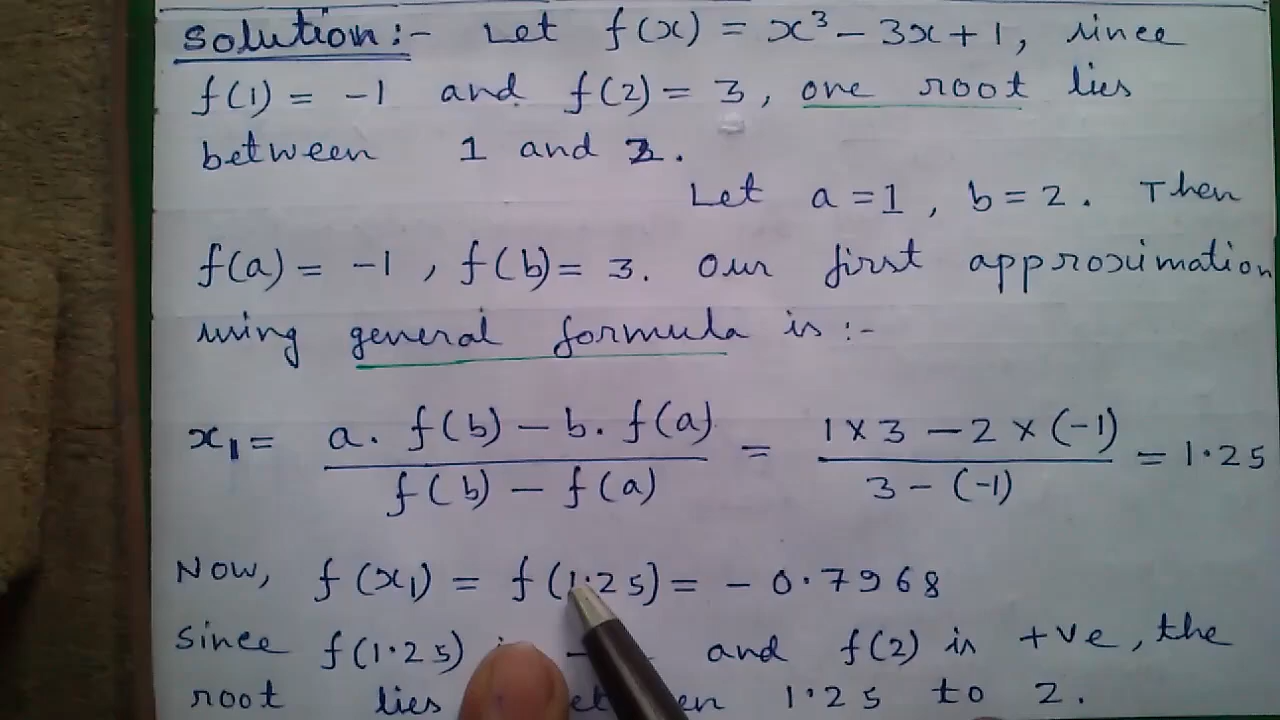 Solution:- Let f(x) = x³ - 3x + 1, since
f(1) = -1 and f(2) = 3, one root lies
between 1 and 2.
Let a = 1, b = 2. Then
f(a) = -1, f(b) = 3. Our first approximation
using general formula is :-
x₁ = (a. f(b) - b. f(a)) / (f(b) - f(a)) = (1 × 3 - 2 × (-1)) / (3 - (-1)) = 1.25
Now, f(x₁) = f(1.25) = - 0.7968
Since f(1.25) and f(2) is +ve, the
root lies 1.25 to 2.